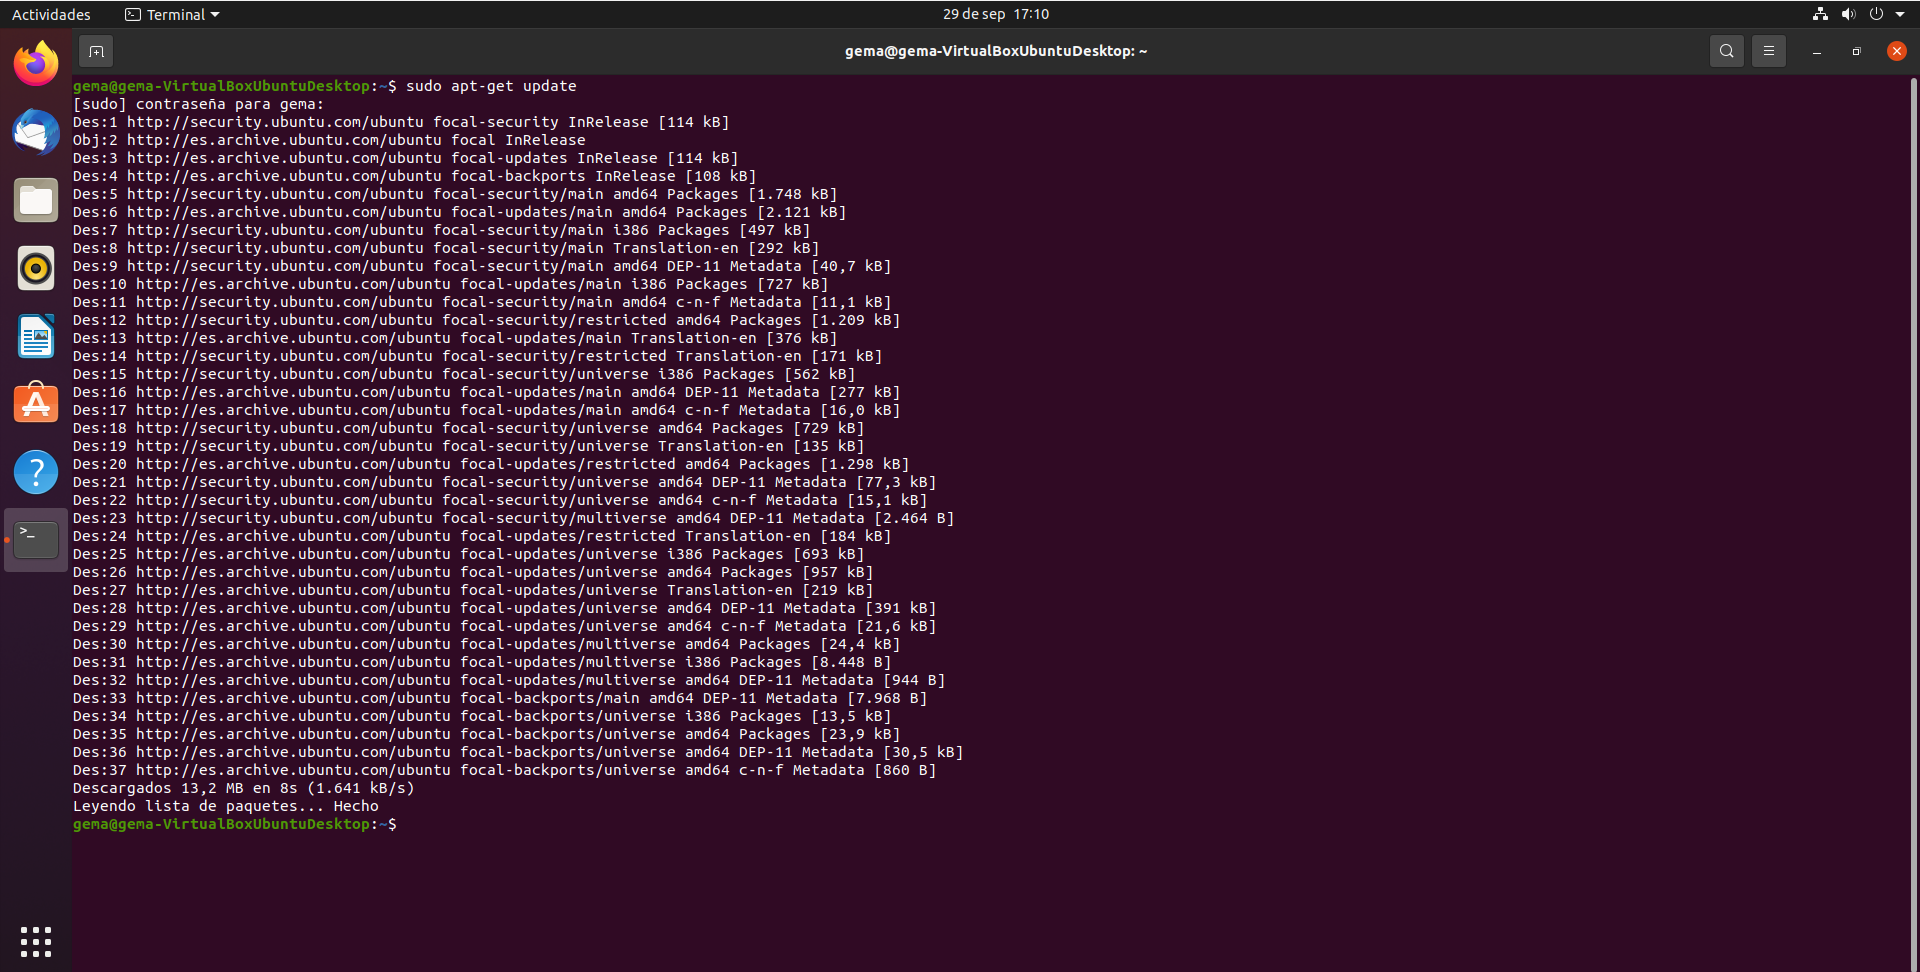 Actividades
Terminal
29 de sep 17:10
gema@gema-VirtualBoxUbuntuDesktop: ~
gema@gema-VirtualBoxUbuntuDesktop:~$ sudo apt-get update
[sudo] contraseña para gema:
Des:1 http://security.ubuntu.com/ubuntu focal-security InRelease [114 kB]
Obj:2 http://es.archive.ubuntu.com/ubuntu focal InRelease
Des:3 http://es.archive.ubuntu.com/ubuntu focal-updates InRelease [114 kB]
Des:4 http://es.archive.ubuntu.com/ubuntu focal-backports InRelease [108 kB]
Des:5 http://security.ubuntu.com/ubuntu focal-security/main amd64 Packages [1.748 kB]
Des:6 http://es.archive.ubuntu.com/ubuntu focal-updates/main amd64 Packages [2.121 kB]
Des:7 http://security.ubuntu.com/ubuntu focal-security/main i386 Packages [497 kB]
Des:8 http://security.ubuntu.com/ubuntu focal-security/main Translation-en [292 kB]
Des:9 http://security.ubuntu.com/ubuntu focal-security/main amd64 DEP-11 Metadata [40,7 kB]
Des:10 http://es.archive.ubuntu.com/ubuntu focal-updates/main i386 Packages [727 kB]
Des:11 http://security.ubuntu.com/ubuntu focal-security/main amd64 c-n-f Metadata [11,1 kB]
Des:12 http://security.ubuntu.com/ubuntu focal-security/restricted amd64 Packages [1.209 kB]
Des:13 http://es.archive.ubuntu.com/ubuntu focal-updates/main Translation-en [376 kB]
Des:14 http://security.ubuntu.com/ubuntu focal-security/restricted Translation-en [171 kB]
Des:15 http://security.ubuntu.com/ubuntu focal-security/universe i386 Packages [562 kB]
Des:16 http://es.archive.ubuntu.com/ubuntu focal-updates/main amd64 DEP-11 Metadata [277 kB]
Des:17 http://es.archive.ubuntu.com/ubuntu focal-updates/main amd64 c-n-f Metadata [16,0 kB]
Des:18 http://security.ubuntu.com/ubuntu focal-security/universe amd64 Packages [729 kB]
Des:19 http://security.ubuntu.com/ubuntu focal-security/universe Translation-en [135 kB]
Des:20 http://es.archive.ubuntu.com/ubuntu focal-updates/restricted amd64 Packages [1.298 kB]
Des:21 http://security.ubuntu.com/ubuntu focal-security/universe amd64 DEP-11 Metadata [77,3 kB]
Des:22 http://security.ubuntu.com/ubuntu focal-security/universe amd64 c-n-f Metadata [15,1 kB]
Des:23 http://security.ubuntu.com/ubuntu focal-security/multiverse amd64 DEP-11 Metadata [2.464 B]
Des:24 http://es.archive.ubuntu.com/ubuntu focal-updates/restricted Translation-en [184 kB]
Des:25 http://es.archive.ubuntu.com/ubuntu focal-updates/universe i386 Packages [693 kB]
Des:26 http://es.archive.ubuntu.com/ubuntu focal-updates/universe amd64 Packages [957 kB]
Des:27 http://es.archive.ubuntu.com/ubuntu focal-updates/universe Translation-en [219 kB]
Des:28 http://es.archive.ubuntu.com/ubuntu focal-updates/universe amd64 DEP-11 Metadata [391 kB]
Des:29 http://es.archive.ubuntu.com/ubuntu focal-updates/universe amd64 c-n-f Metadata [21,6 kB]
Des:30 http://es.archive.ubuntu.com/ubuntu focal-updates/multiverse amd64 Packages [24,4 kB]
Des:31 http://es.archive.ubuntu.com/ubuntu focal-updates/multiverse i386 Packages [8.448 B]
Des:32 http://es.archive.ubuntu.com/ubuntu focal-updates/multiverse amd64 DEP-11 Metadata [944 B]
Des:33 http://es.archive.ubuntu.com/ubuntu focal-backports/main amd64 DEP-11 Metadata [7.968 B]
Des:34 http://es.archive.ubuntu.com/ubuntu focal-backports/universe i386 Packages [13,5 kB]
Des:35 http://es.archive.ubuntu.com/ubuntu focal-backports/universe amd64 Packages [23,9 kB]
Des:36 http://es.archive.ubuntu.com/ubuntu focal-backports/universe amd64 DEP-11 Metadata [30,5 kB]
Des:37 http://es.archive.ubuntu.com/ubuntu focal-backports/universe amd64 c-n-f Metadata [860 B]
Descargados 13,2 MB en 8s (1.641 kB/s)
Leyendo lista de paquetes... Hecho
gema@gema-VirtualBoxUbuntuDesktop:~$